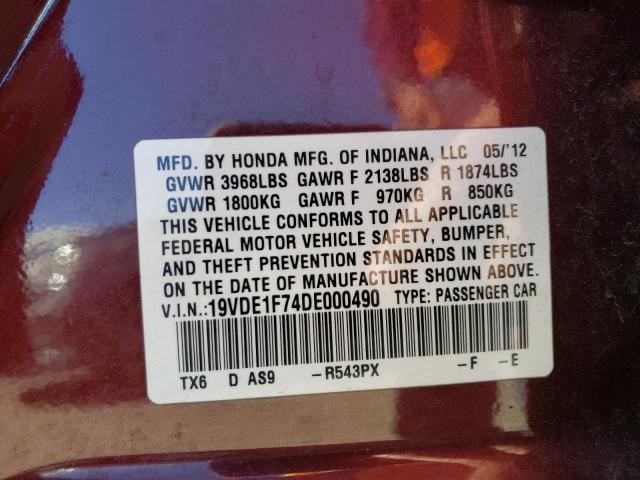 MFD. BY HONDA MFG. OF INDIANA, LLC 05/'12
GVWR 3968LBS GAWR F 2138LBS R 1874LBS
GVWR 1800KG GAWR F 970KG R 850KG
THIS VEHICLE CONFORMS TO ALL APPLICABLE
FEDERAL MOTOR VEHICLE SAFETY, BUMPER,
AND THEFT PREVENTION STANDARDS IN EFFECT
ON THE DATE OF MANUFACTURE SHOWN ABOVE.
V.I.N.:19VDE1F74DE000490 TYPE: PASSENGER CAR
TX6 D AS9 -R543PX -F -E